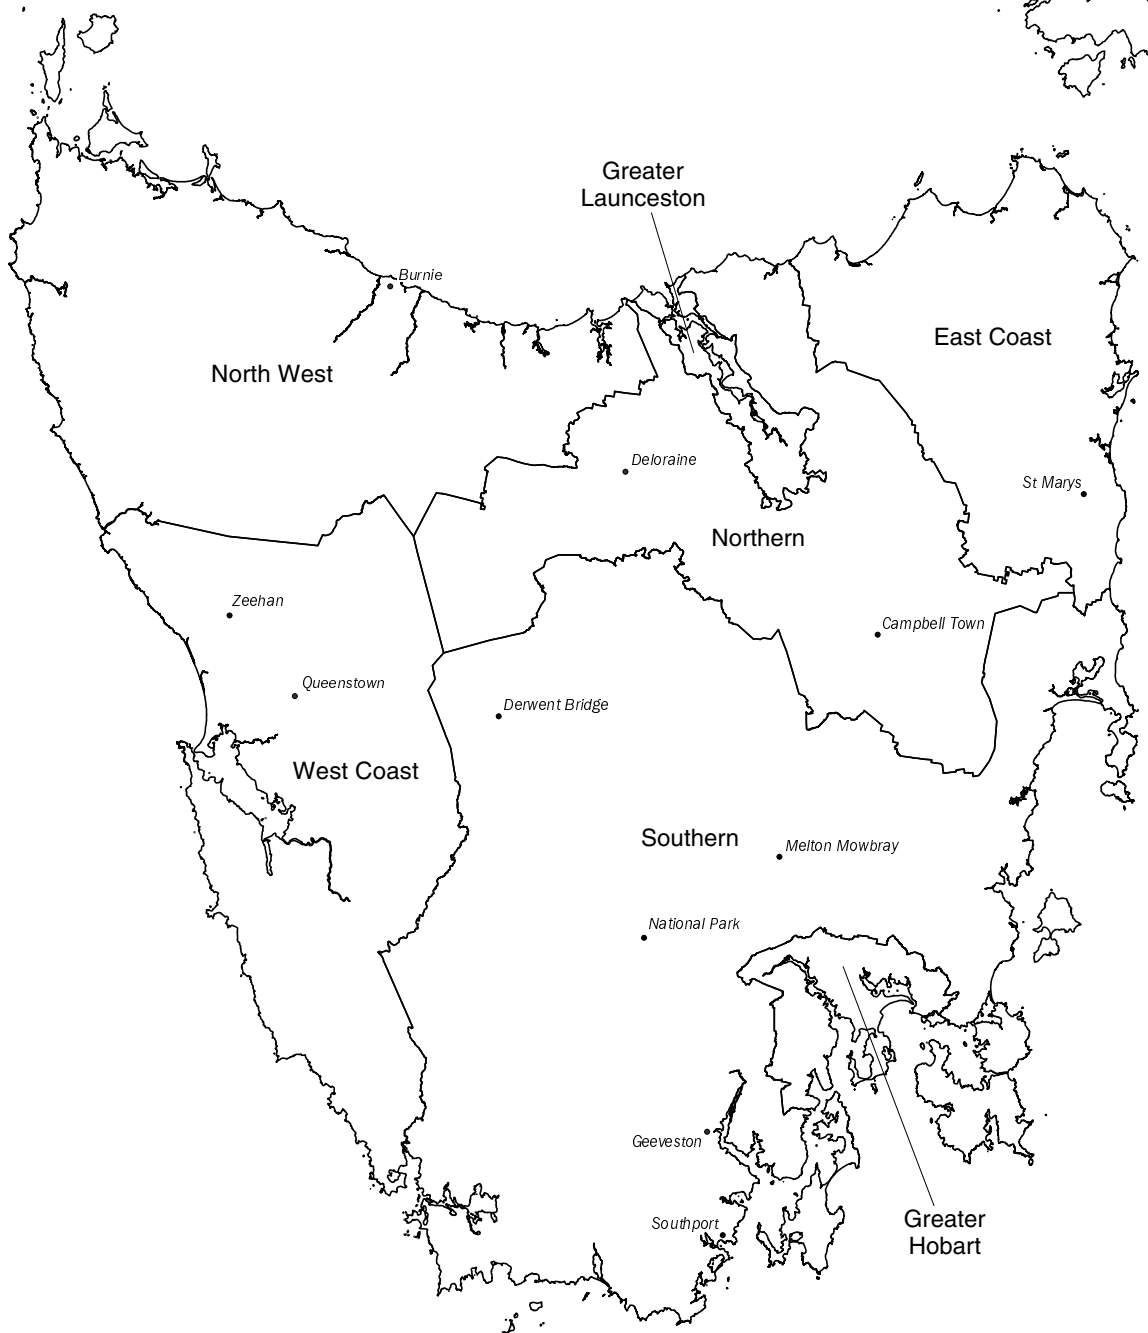 Greater
Launceston
Burnie
East Coast
North West
Deloraine
St Marys
Northern
Zeehan
Campbell Town
Queenstown
Derwent Bridge
West Coast
Southern
Melton Mowbray
National Park
Geeveston
Southport
Greater
Hobart